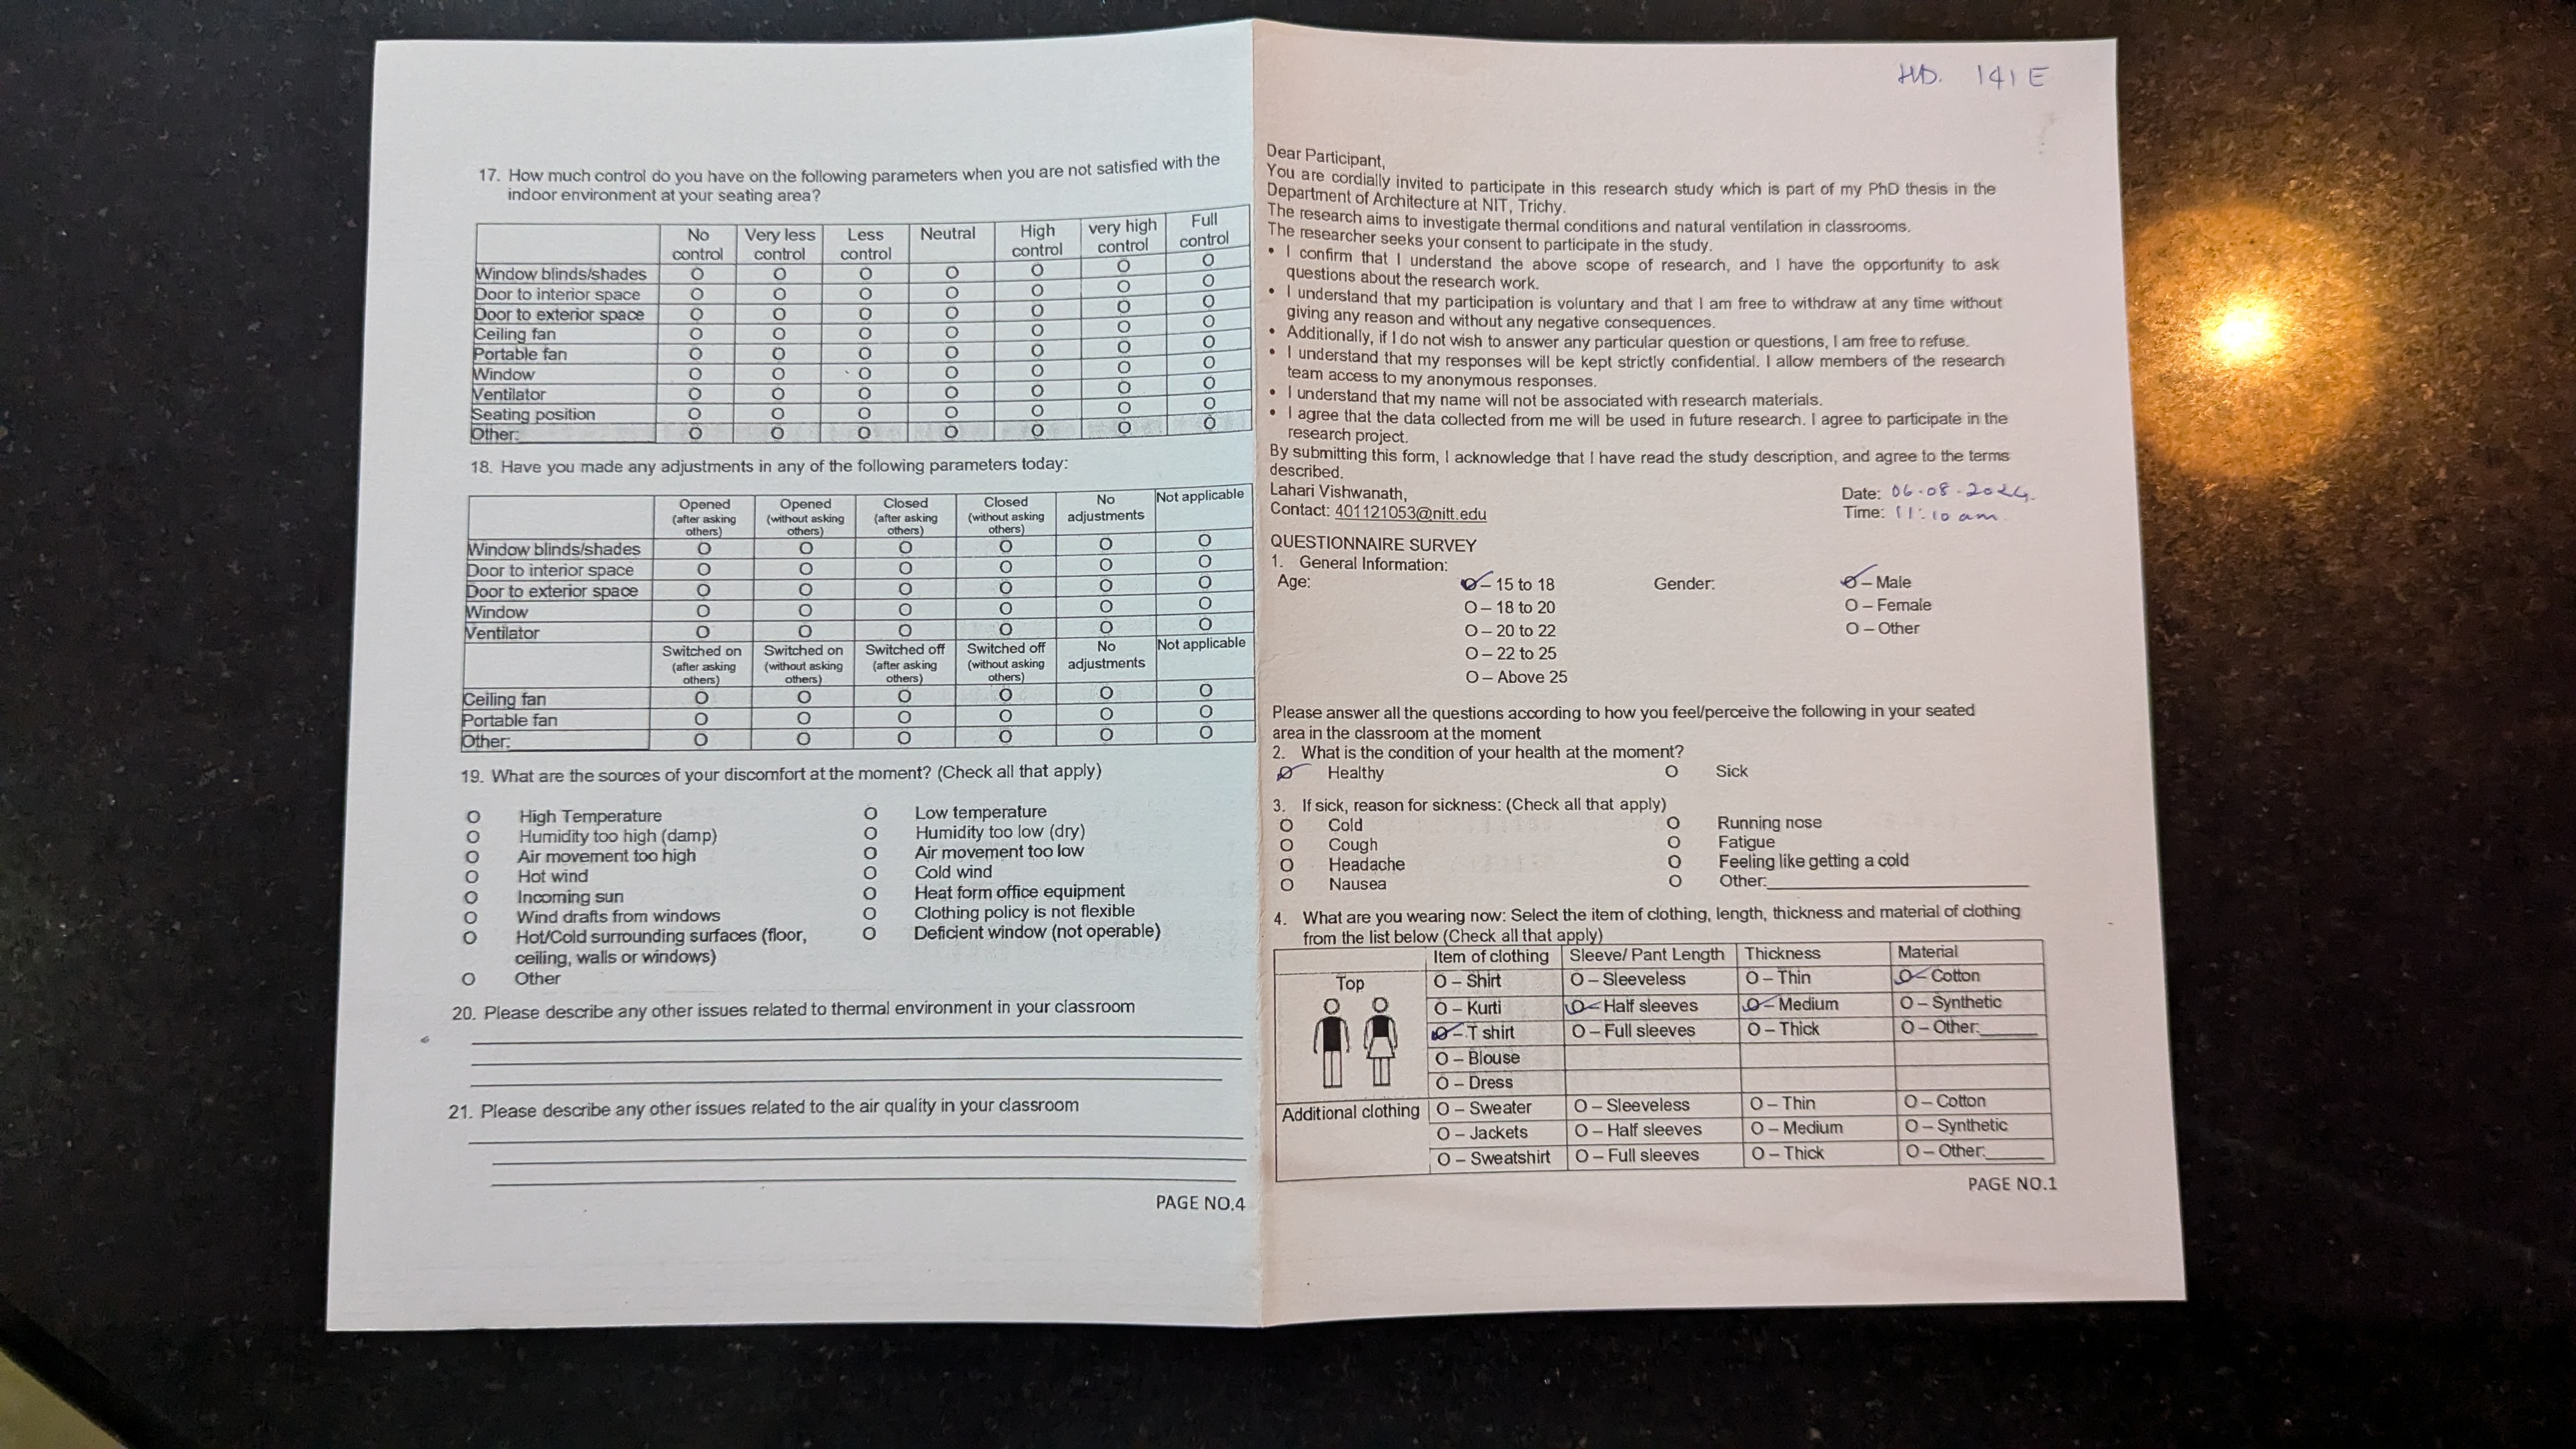 17. How much control do you have on the following parameters when you are not satisfied with the
indoor environment at your seating area?
No control Very less control Less control Neutral High control very high control Full control
Window blinds/shades O O O O O O O
Door to interior space O O O O O O O
Door to exterior space O O O O O O O
Ceiling fan O O O O O O O
Portable fan O O O O O O O
Window O O O O O O O
Ventilator O O O O O O O
Seating position O O O O O O O
Other: O O O O O O O
18. Have you made any adjustments in any of the following parameters today:
Opened (after asking others) Opened (without asking others) Closed (after asking others) Closed (without asking others) No adjustments Not applicable
Window blinds/shades O O O O O O
Door to interior space O O O O O O
Door to exterior space O O O O O O
Window O O O O O O
Ventilator O O O O O O
Switched on (after asking others) Switched on (without asking others) Switched off (after asking others) Switched off (without asking others) No adjustments Not applicable
Ceiling fan O O O O O O
Portable fan O O O O O O
Other: O O O O O O
19. What are the sources of your discomfort at the moment? (Check all that apply)
O High Temperature O Low temperature
O Humidity too high (damp) O Humidity too low (dry)
O Air movement too high O Air movement too low
O Hot wind O Cold wind
O Incoming sun O Heat form office equipment
O Wind drafts from windows O Clothing policy is not flexible
O Hot/Cold surrounding surfaces (floor, O Deficient window (not operable)
ceiling, walls or windows)
O Other
20. Please describe any other issues related to thermal environment in your classroom
21. Please describe any other issues related to the air quality in your classroom
PAGE NO.4
141 E
Dear Participant,
You are cordially invited to participate in this research study which is part of my PhD thesis in the
Department of Architecture at NIT, Trichy.
The research aims to investigate thermal conditions and natural ventilation in classrooms.
The researcher seeks your consent to participate in the study.
• I confirm that I understand the above scope of research, and I have the opportunity to ask
questions about the research work.
• I understand that my participation is voluntary and that I am free to withdraw at any time without
giving any reason and without any negative consequences.
• Additionally, if I do not wish to answer any particular question or questions, I am free to refuse.
• I understand that my responses will be kept strictly confidential. I allow members of the research
team access to my anonymous responses.
• I understand that my name will not be associated with research materials.
• I agree that the data collected from me will be used in future research. I agree to participate in the
research project.
By submitting this form, I acknowledge that I have read the study description, and agree to the terms
described.
Lahari Vishwanath, Date: 06-08-2024
Contact: 401121053@nitt.edu Time: 11:10 am
QUESTIONNAIRE SURVEY
1. General Information:
Age: O – 15 to 18 Gender: O – Male
O – 18 to 20 O – Female
O – 20 to 22 O – Other
O – 22 to 25
O – Above 25
Please answer all the questions according to how you feel/perceive the following in your seated
area in the classroom at the moment
2. What is the condition of your health at the moment?
O Healthy O Sick
3. If sick, reason for sickness: (Check all that apply)
O Cold O Running nose
O Cough O Fatigue
O Headache O Feeling like getting a cold
O Nausea O Other:
4. What are you wearing now: Select the item of clothing, length, thickness and material of clothing
from the list below (Check all that apply)
Item of clothing Sleeve/ Pant Length Thickness Material
Top O – Shirt O – Sleeveless O – Thin O – Cotton
O – Kurti O – Half sleeves O – Medium O – Synthetic
O – T shirt O – Full sleeves O – Thick O – Other:
O – Blouse
O – Dress
Additional clothing O – Sweater O – Sleeveless O – Thin O – Cotton
O – Jackets O – Half sleeves O – Medium O – Synthetic
O – Sweatshirt O – Full sleeves O – Thick O – Other:
PAGE NO.1